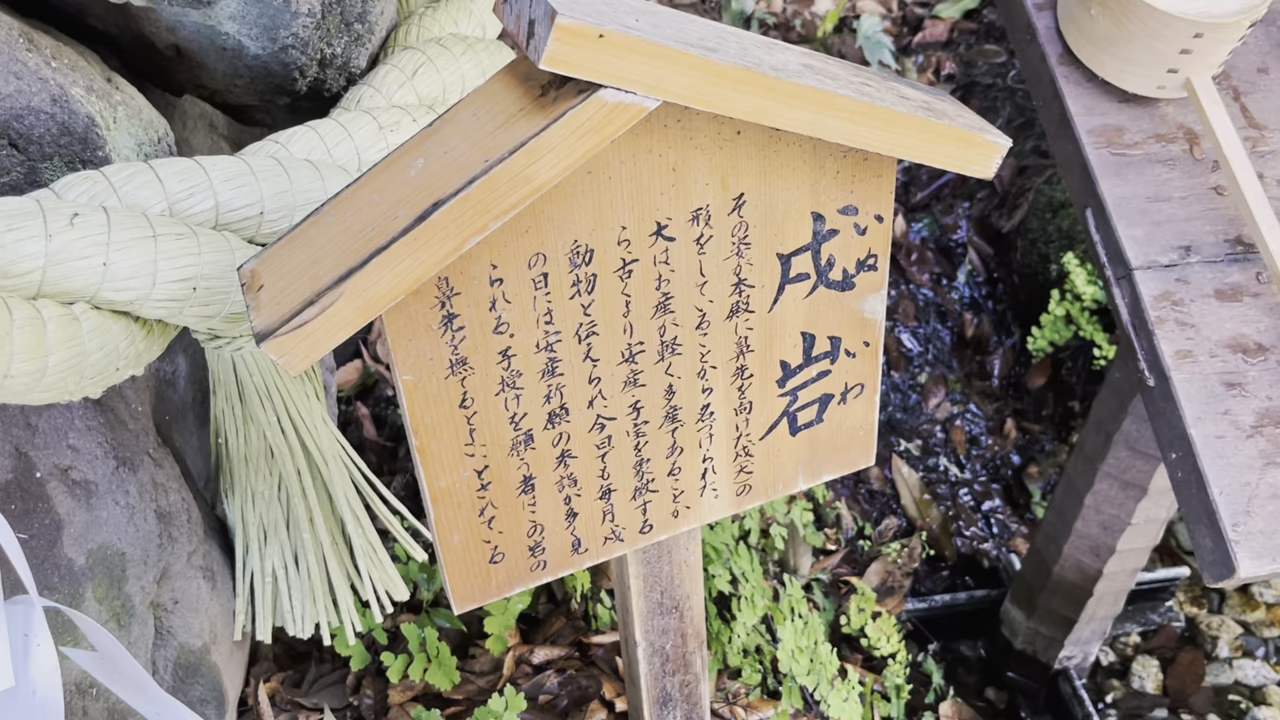 戌岩
いぬ
いわ
その姿が本殿に鼻先を向けた戌(犬)の
形をしていることから名づけられた。
犬はお産が軽く、多産であることか
ら古くより安産・子宝を象徴する
動物と伝えられ、今日でも毎月戌
の日には安産祈願の参詣が多く見
られる。子授けを願う者はこの岩の
鼻先を撫でるとよいとされている